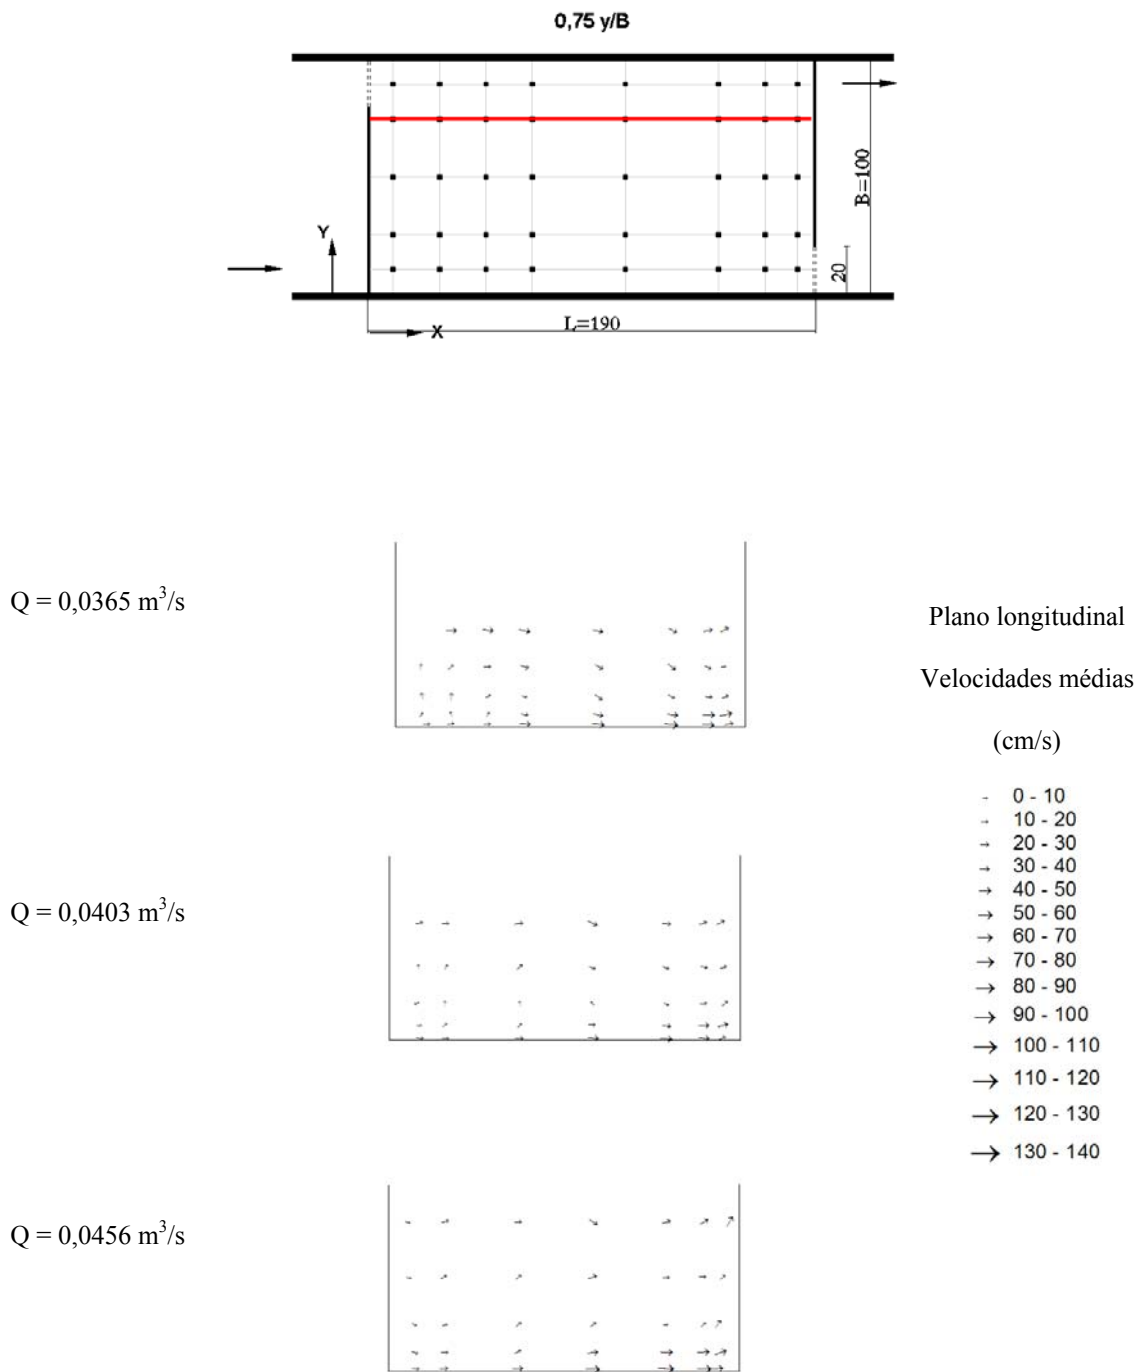 0,75 y/B
B=100
Y
20
L=190
X
Q = 0,0365 m³/s
Plano longitudinal
Velocidades médias
(cm/s)
0 - 10
10 - 20
20 - 30
30 - 40
40 - 50
50 - 60
60 - 70
70 - 80
80 - 90
90 - 100
100 - 110
110 - 120
120 - 130
130 - 140
Q = 0,0403 m³/s
Q = 0,0456 m³/s